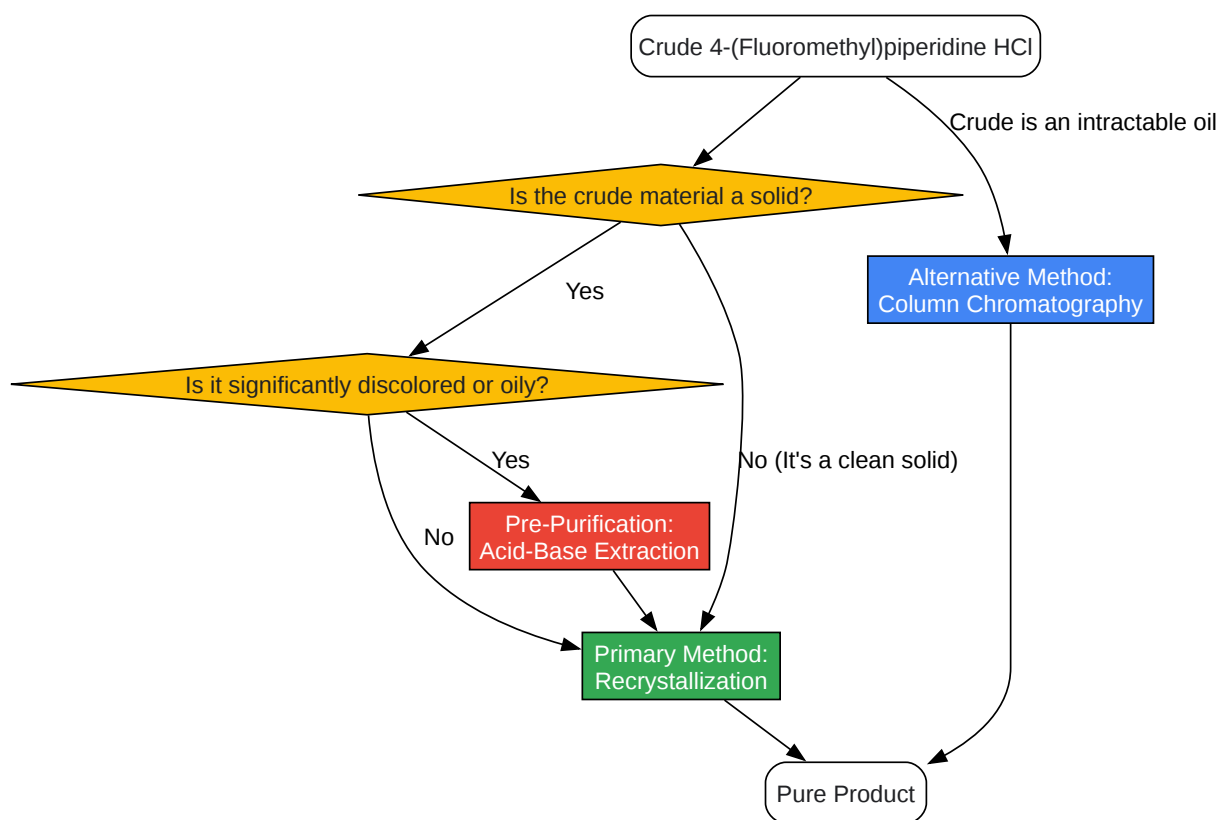 Crude 4-(Fluoromethyl)piperidine HCl
Crude is an intractable oil
Is the crude material a solid?
Alternative Method:
Column Chromatography
Yes
Is it significantly discolored or oily?
Yes
No (It's a clean solid)
Pre-Purification:
Acid-Base Extraction
No
Primary Method:
Recrystallization
Pure Product